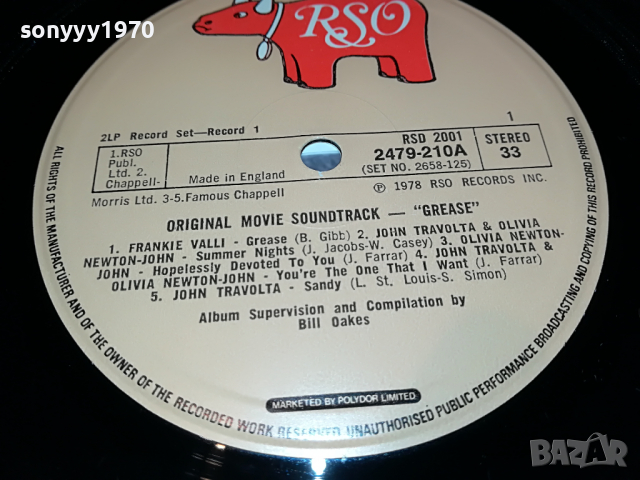 sonyyy1970
RSO
2LP Record Set—Record 1
1.RSO
Publ.
Ltd. 2.
Chappell-
Made in England
Morris Ltd. 3-5.Famous Chappell
1
RSD 2001
2479-210A
(SET NO. 2658-125)
STEREO
33
℗ 1978 RSO RECORDS INC.
ORIGINAL MOVIE SOUNDTRACK — "GREASE"
1. FRANKIE VALLI - Grease (B. Gibb) 2. JOHN TRAVOLTA & OLIVIA
NEWTON-JOHN - Summer Nights (J. Jacobs-W. Casey) 3. OLIVIA NEWTON-
JOHN - Hopelessly Devoted To You (J. Farrar) 4. JOHN TRAVOLTA &
OLIVIA NEWTON-JOHN - You're The One That I Want (J. Farrar)
5. JOHN TRAVOLTA - Sandy (L. St. Louis-S. Simon)
Album Supervision and Compilation by
Bill Oakes
MARKETED BY POLYDOR LIMITED
ALL RIGHTS OF THE MANUFACTURER AND OF THE OWNER OF THE RECORDED WORK RESERVED UNAUTHORISED PUBLIC PERFORMANCE BROADCASTING AND COPYING OF THIS RECORD PROHIBITED
BAZAR